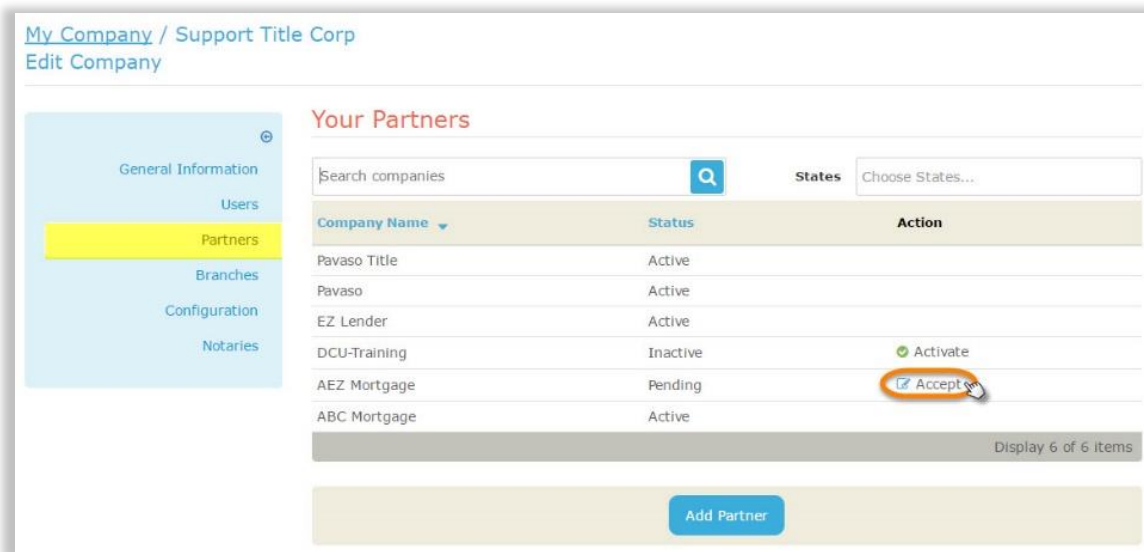 My Company / Support Title Corp
Edit Company
General Information
Users
Partners
Branches
Configuration
Notaries
Your Partners
Search companies States Choose States...
Company Name Status Action
Pavaso Title Active
Pavaso Active
EZ Lender Active
DCU-Training Inactive Activate
AEZ Mortgage Pending Accept
ABC Mortgage Active
Display 6 of 6 items
Add Partner